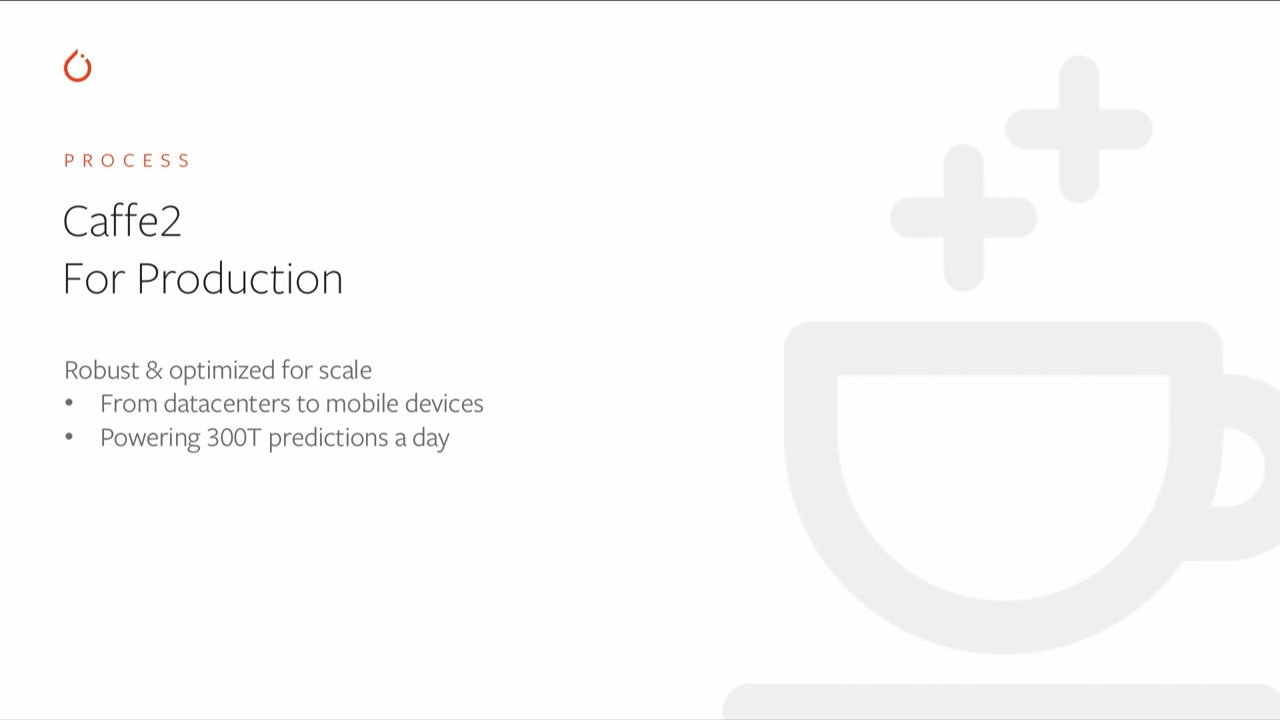 PROCESS
Caffe2
For Production
Robust & optimized for scale
• From datacenters to mobile devices
• Powering 300T predictions a day